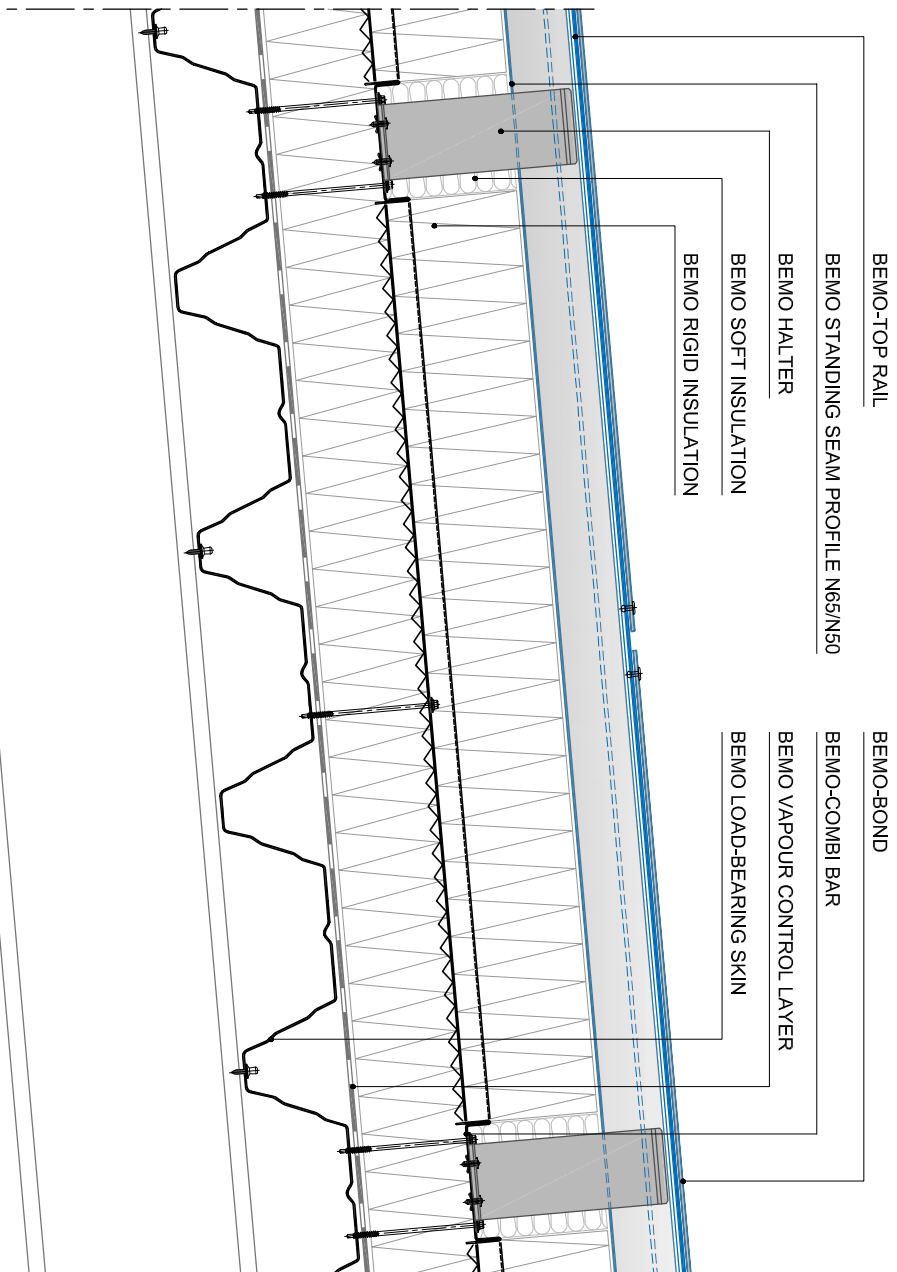 BEMO-TOP RAIL
BEMO STANDING SEAM PROFILE N65/N50
BEMO HALTER
BEMO SOFT INSULATION
BEMO RIGID INSULATION
BEMO-BOND
BEMO-COMBI BAR
BEMO VAPOUR CONTROL LAYER
BEMO LOAD-BEARING SKIN